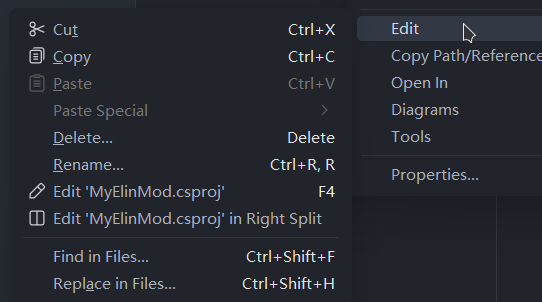 Cut Ctrl+X
Copy Ctrl+C
Paste Ctrl+V
Paste Special
Delete... Delete
Rename... Ctrl+R, R
Edit 'MyElinMod.csproj' F4
Edit 'MyElinMod.csproj' in Right Split
Find in Files... Ctrl+Shift+F
Replace in Files... Ctrl+Shift+H
Edit
Copy Path/Reference
Open In
Diagrams
Tools
Properties...